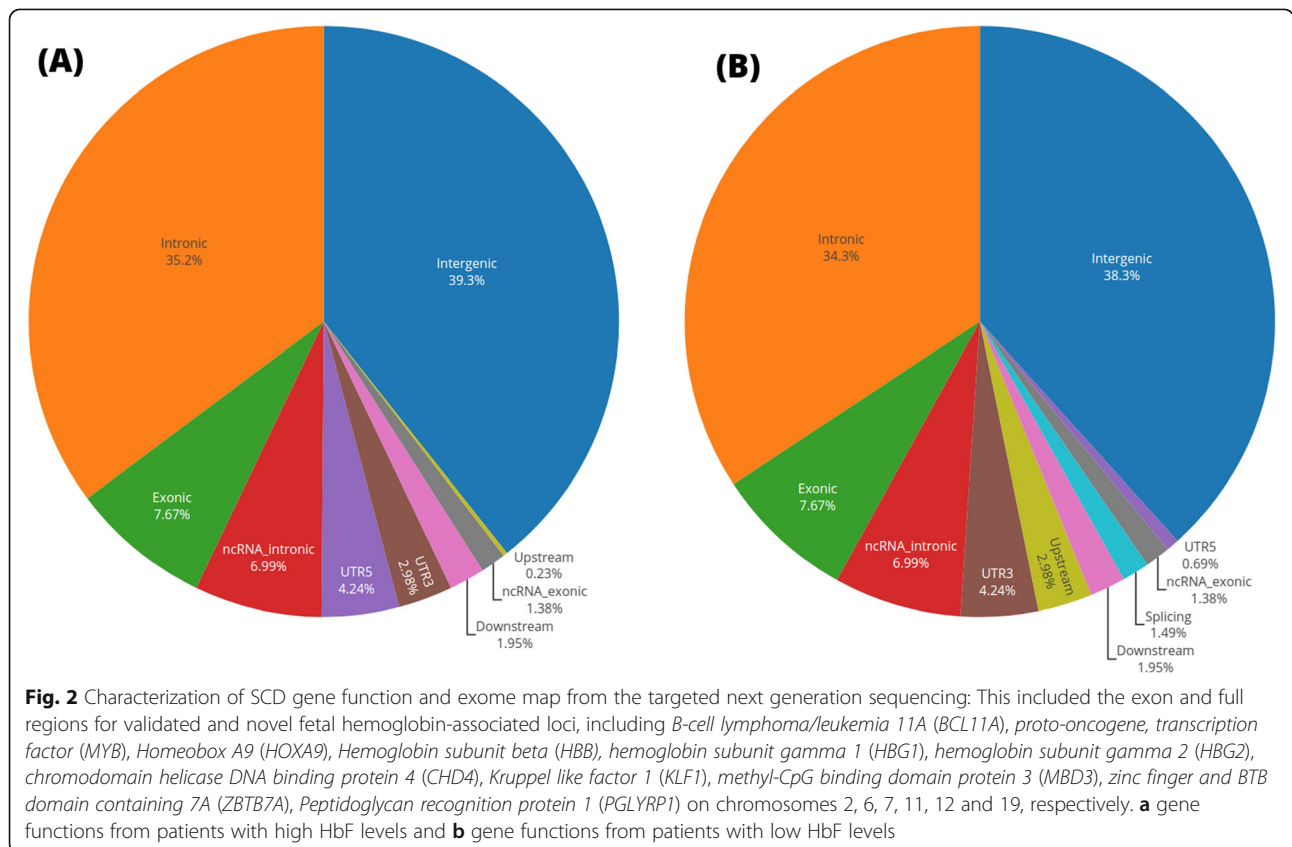 (A)
Intronic
35.2%
Intergenic
39.3%
Exonic
7.67%
ncRNA_intronic
6.99%
UTR5
4.24%
UTR3
2.98%
Upstream
0.23%
ncRNA_exonic
1.38%
Downstream
1.95%
(B)
Intronic
34.3%
Intergenic
38.3%
Exonic
7.67%
ncRNA_intronic
6.99%
UTR3
4.24%
Upstream
2.98%
UTR5
0.69%
ncRNA_exonic
1.38%
Splicing
1.49%
Downstream
1.95%
Fig. 2 Characterization of SCD gene function and exome map from the targeted next generation sequencing: This included the exon and full
regions for validated and novel fetal hemoglobin-associated loci, including B-cell lymphoma/leukemia 11A (BCL11A), proto-oncogene, transcription
factor (MYB), Homeobox A9 (HOXA9), Hemoglobin subunit beta (HBB), hemoglobin subunit gamma 1 (HBG1), hemoglobin subunit gamma 2 (HBG2),
chromodomain helicase DNA binding protein 4 (CHD4), Kruppel like factor 1 (KLF1), methyl-CpG binding domain protein 3 (MBD3), zinc finger and BTB
domain containing 7A (ZBTB7A), Peptidoglycan recognition protein 1 (PGLYRP1) on chromosomes 2, 6, 7, 11, 12 and 19, respectively. a gene
functions from patients with high HbF levels and b gene functions from patients with low HbF levels